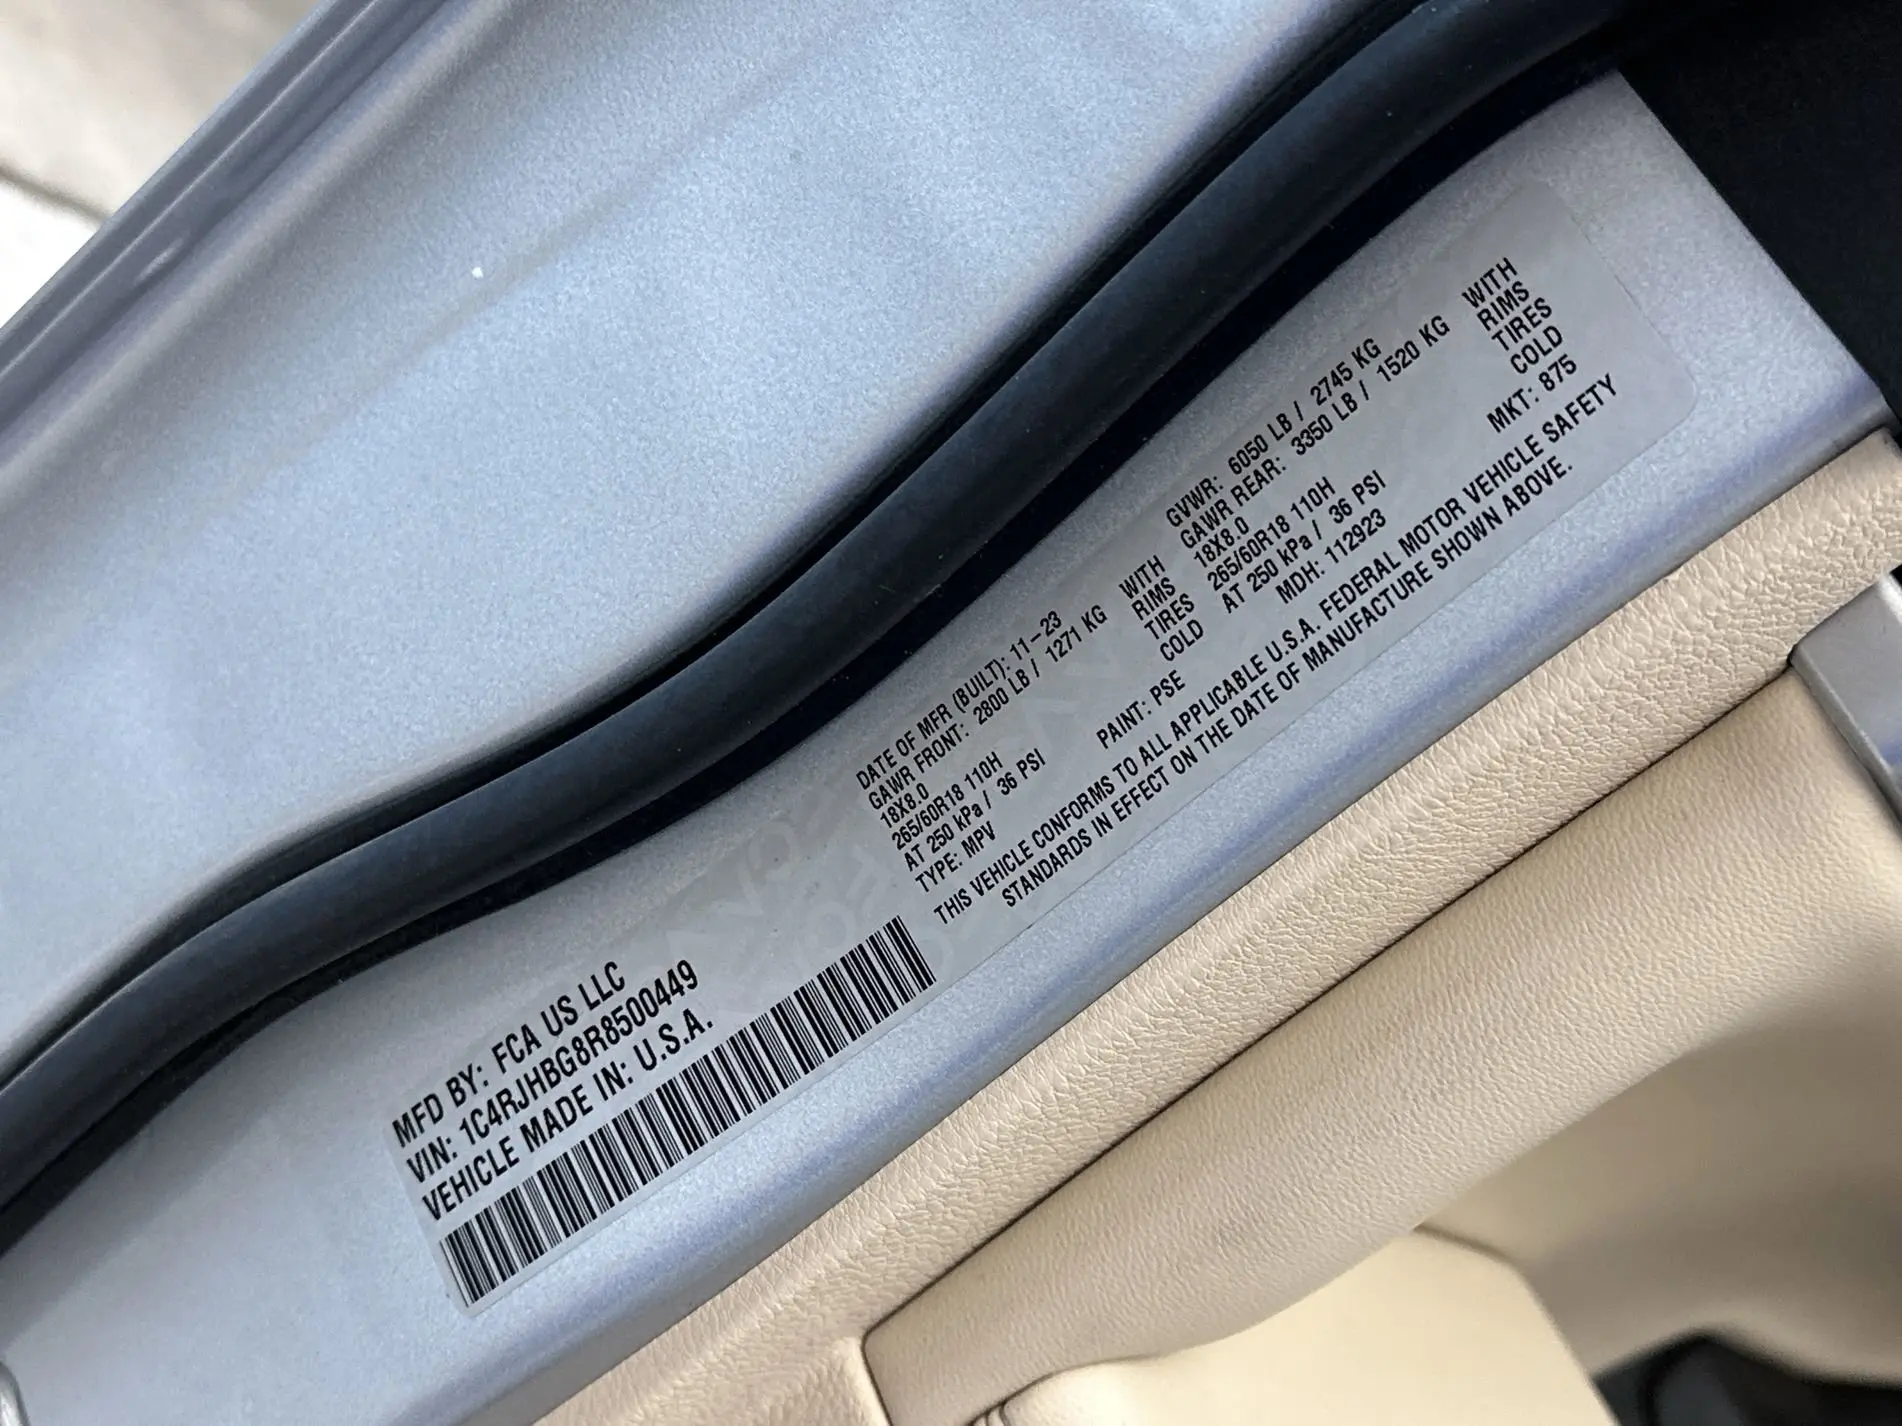 MFD BY: FCA US LLC
VIN: 1C4RJHBG8R8500449
VEHICLE MADE IN: U.S.A.
DATE OF MFR (BUILT): 11-23 GVWR: 6050 LB / 2745 KG
GAWR FRONT: 2800 LB / 1271 KG WITH GAWR REAR: 3350 LB / 1520 KG WITH
18X8.0 RIMS 18X8.0 RIMS
265/60R18 110H TIRES 265/60R18 110H TIRES
AT 250 kPa / 36 PSI COLD AT 250 kPa / 36 PSI COLD
TYPE: MPV PAINT: PSE MDH: 112923 MKT: 875
THIS VEHICLE CONFORMS TO ALL APPLICABLE U.S.A. FEDERAL MOTOR VEHICLE SAFETY
STANDARDS IN EFFECT ON THE DATE OF MANUFACTURE SHOWN ABOVE.